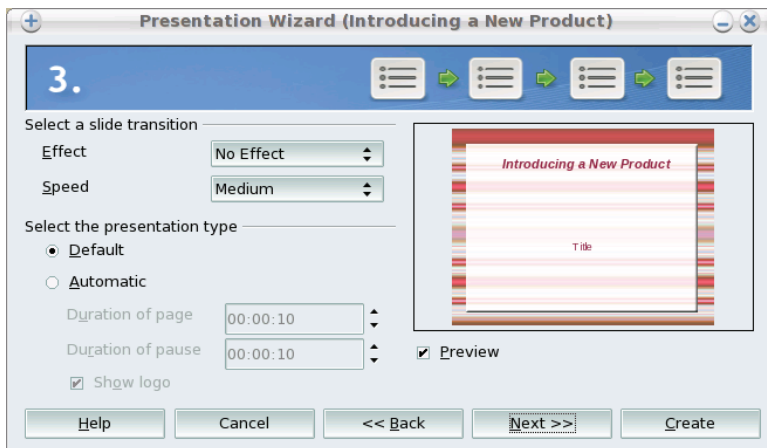 Presentation Wizard (Introducing a New Product)
3.
Select a slide transition
Effect
No Effect
Speed
Medium
Select the presentation type
Default
Automatic
Duration of page
00:00:10
Duration of pause
00:00:10
Show logo
Introducing a New Product
Title
Preview
Help
Cancel
<< Back
Next >>
Create